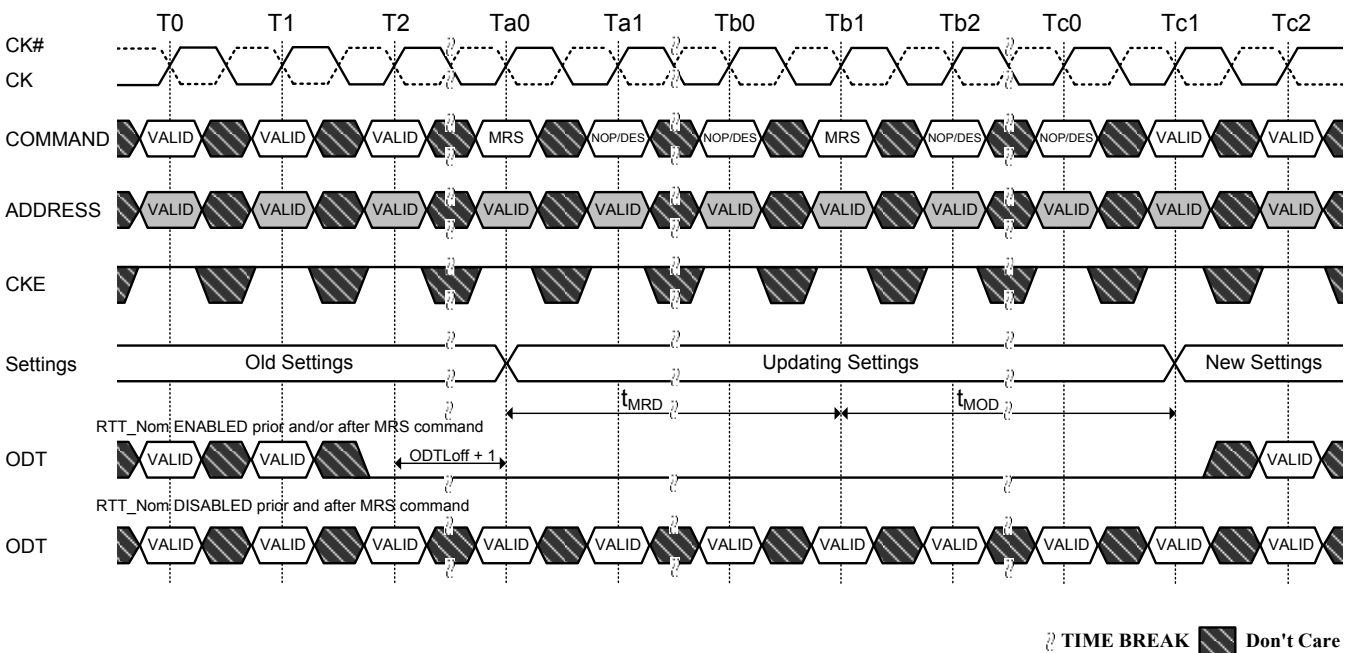 T0 T1 T2 Ta0 Ta1 Tb0 Tb1 Tb2 Tc0 Tc1 Tc2
CK#
CK
COMMAND VALID VALID VALID MRS NOP/DES NOP/DES MRS NOP/DES NOP/DES VALID VALID
ADDRESS VALID VALID VALID VALID VALID VALID VALID VALID VALID VALID VALID
CKE
Settings Old Settings Updating Settings New Settings
tMRD tMOD
RTT_Nom ENABLED prior and/or after MRS command
ODT VALID VALID ODTLoff + 1 VALID
RTT_Nom DISABLED prior and after MRS command
ODT VALID VALID VALID VALID VALID VALID VALID VALID VALID VALID VALID
TIME BREAK Don't Care